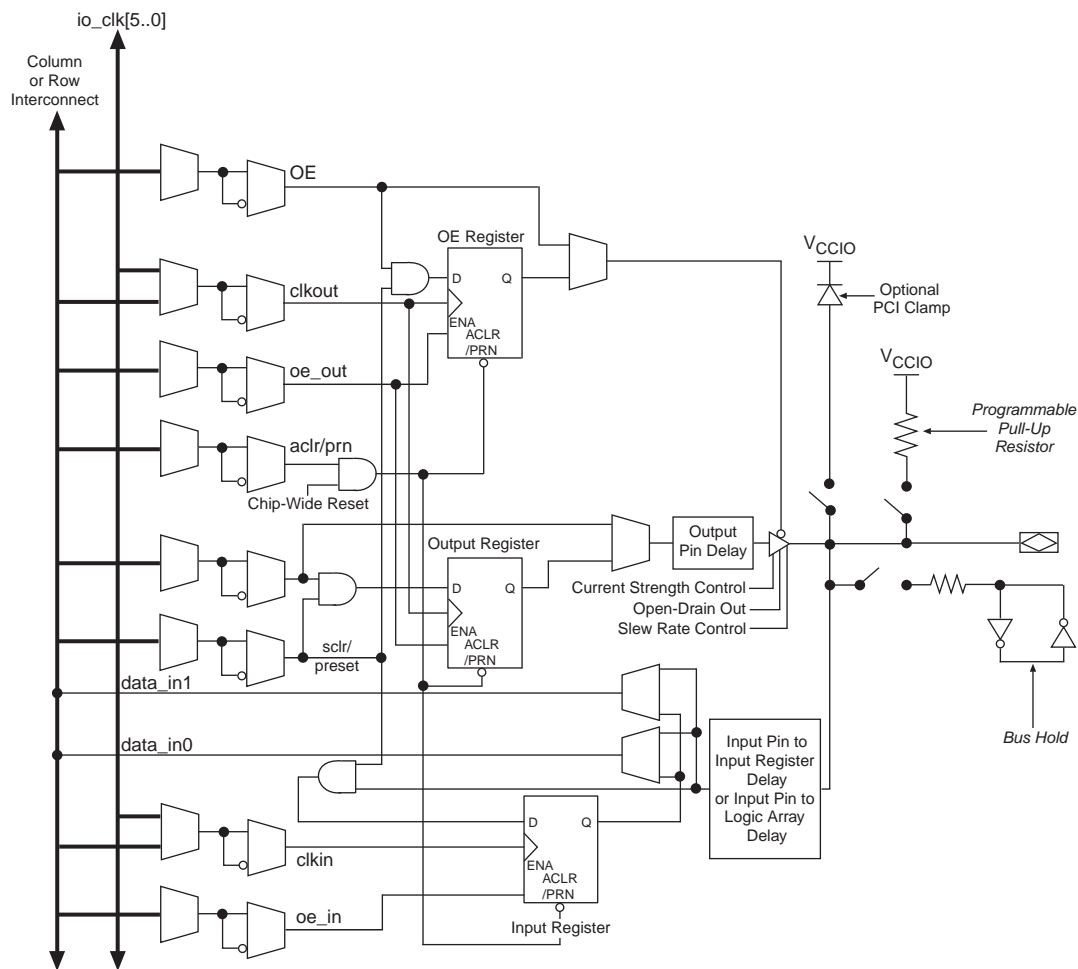 io_clk[5..0]
Column
or Row
Interconnect
OE
OE Register
D Q
ENA
ACLR
/PRN
clkout
oe_out
aclr/prn
Chip-Wide Reset
VCCIO
Optional
PCI Clamp
VCCIO
Programmable
Pull-Up
Resistor
Output Register
D Q
ENA
ACLR
/PRN
Output
Pin Delay
Current Strength Control
Open-Drain Out
Slew Rate Control
sclr/
preset
data_in1
data_in0
Bus Hold
Input Pin to
Input Register
Delay
or Input Pin to
Logic Array
Delay
D Q
ENA
ACLR
/PRN
clkin
oe_in
Input Register